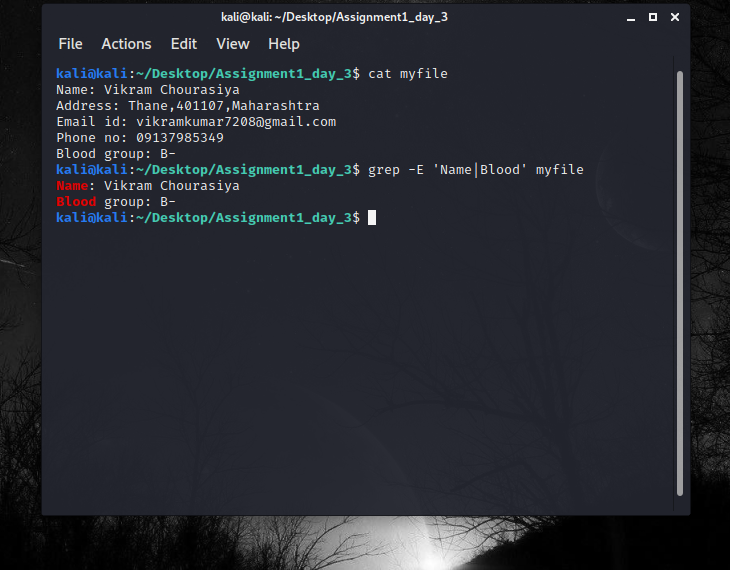 kali@kali: ~/Desktop/Assignment1_day_3
File Actions Edit View Help
kali@kali:~/Desktop/Assignment1_day_3$ cat myfile
Name: Vikram Chourasiya
Address: Thane,401107,Maharashtra
Email id: vikramkumar7208@gmail.com
Phone no: 09137985349
Blood group: B-
kali@kali:~/Desktop/Assignment1_day_3$ grep -E 'Name|Blood' myfile
Name: Vikram Chourasiya
Blood group: B-
kali@kali:~/Desktop/Assignment1_day_3$